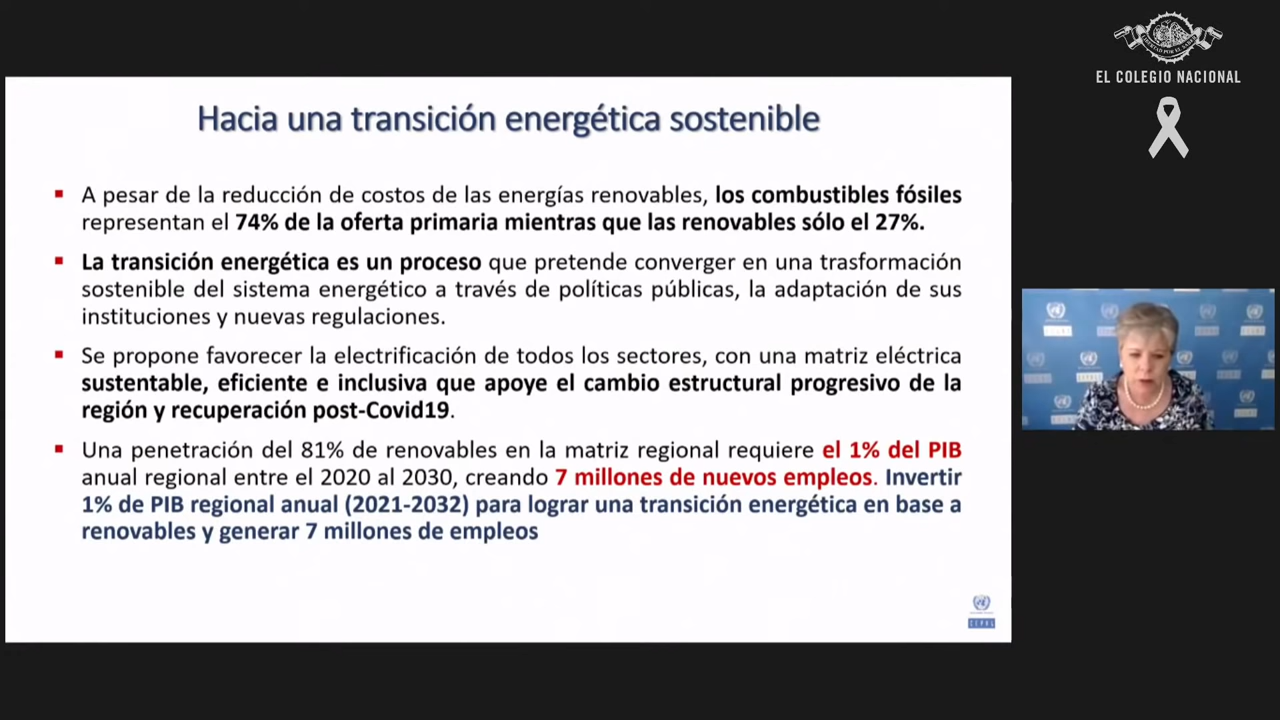 EL COLEGIO NACIONAL
Hacia una transición energética sostenible
A pesar de la reducción de costos de las energías renovables, los combustibles fósiles
representan el 74% de la oferta primaria mientras que las renovables sólo el 27%.
La transición energética es un proceso que pretende converger en una trasformación
sostenible del sistema energético a través de políticas públicas, la adaptación de sus
instituciones y nuevas regulaciones.
Se propone favorecer la electrificación de todos los sectores, con una matriz eléctrica
sustentable, eficiente e inclusiva que apoye el cambio estructural progresivo de la
región y recuperación post-Covid19.
Una penetración del 81% de renovables en la matriz regional requiere el 1% del PIB
anual regional entre el 2020 al 2030, creando 7 millones de nuevos empleos. Invertir
1% de PIB regional anual (2021-2032) para lograr una transición energética en base a
renovables y generar 7 millones de empleos
CEPAL